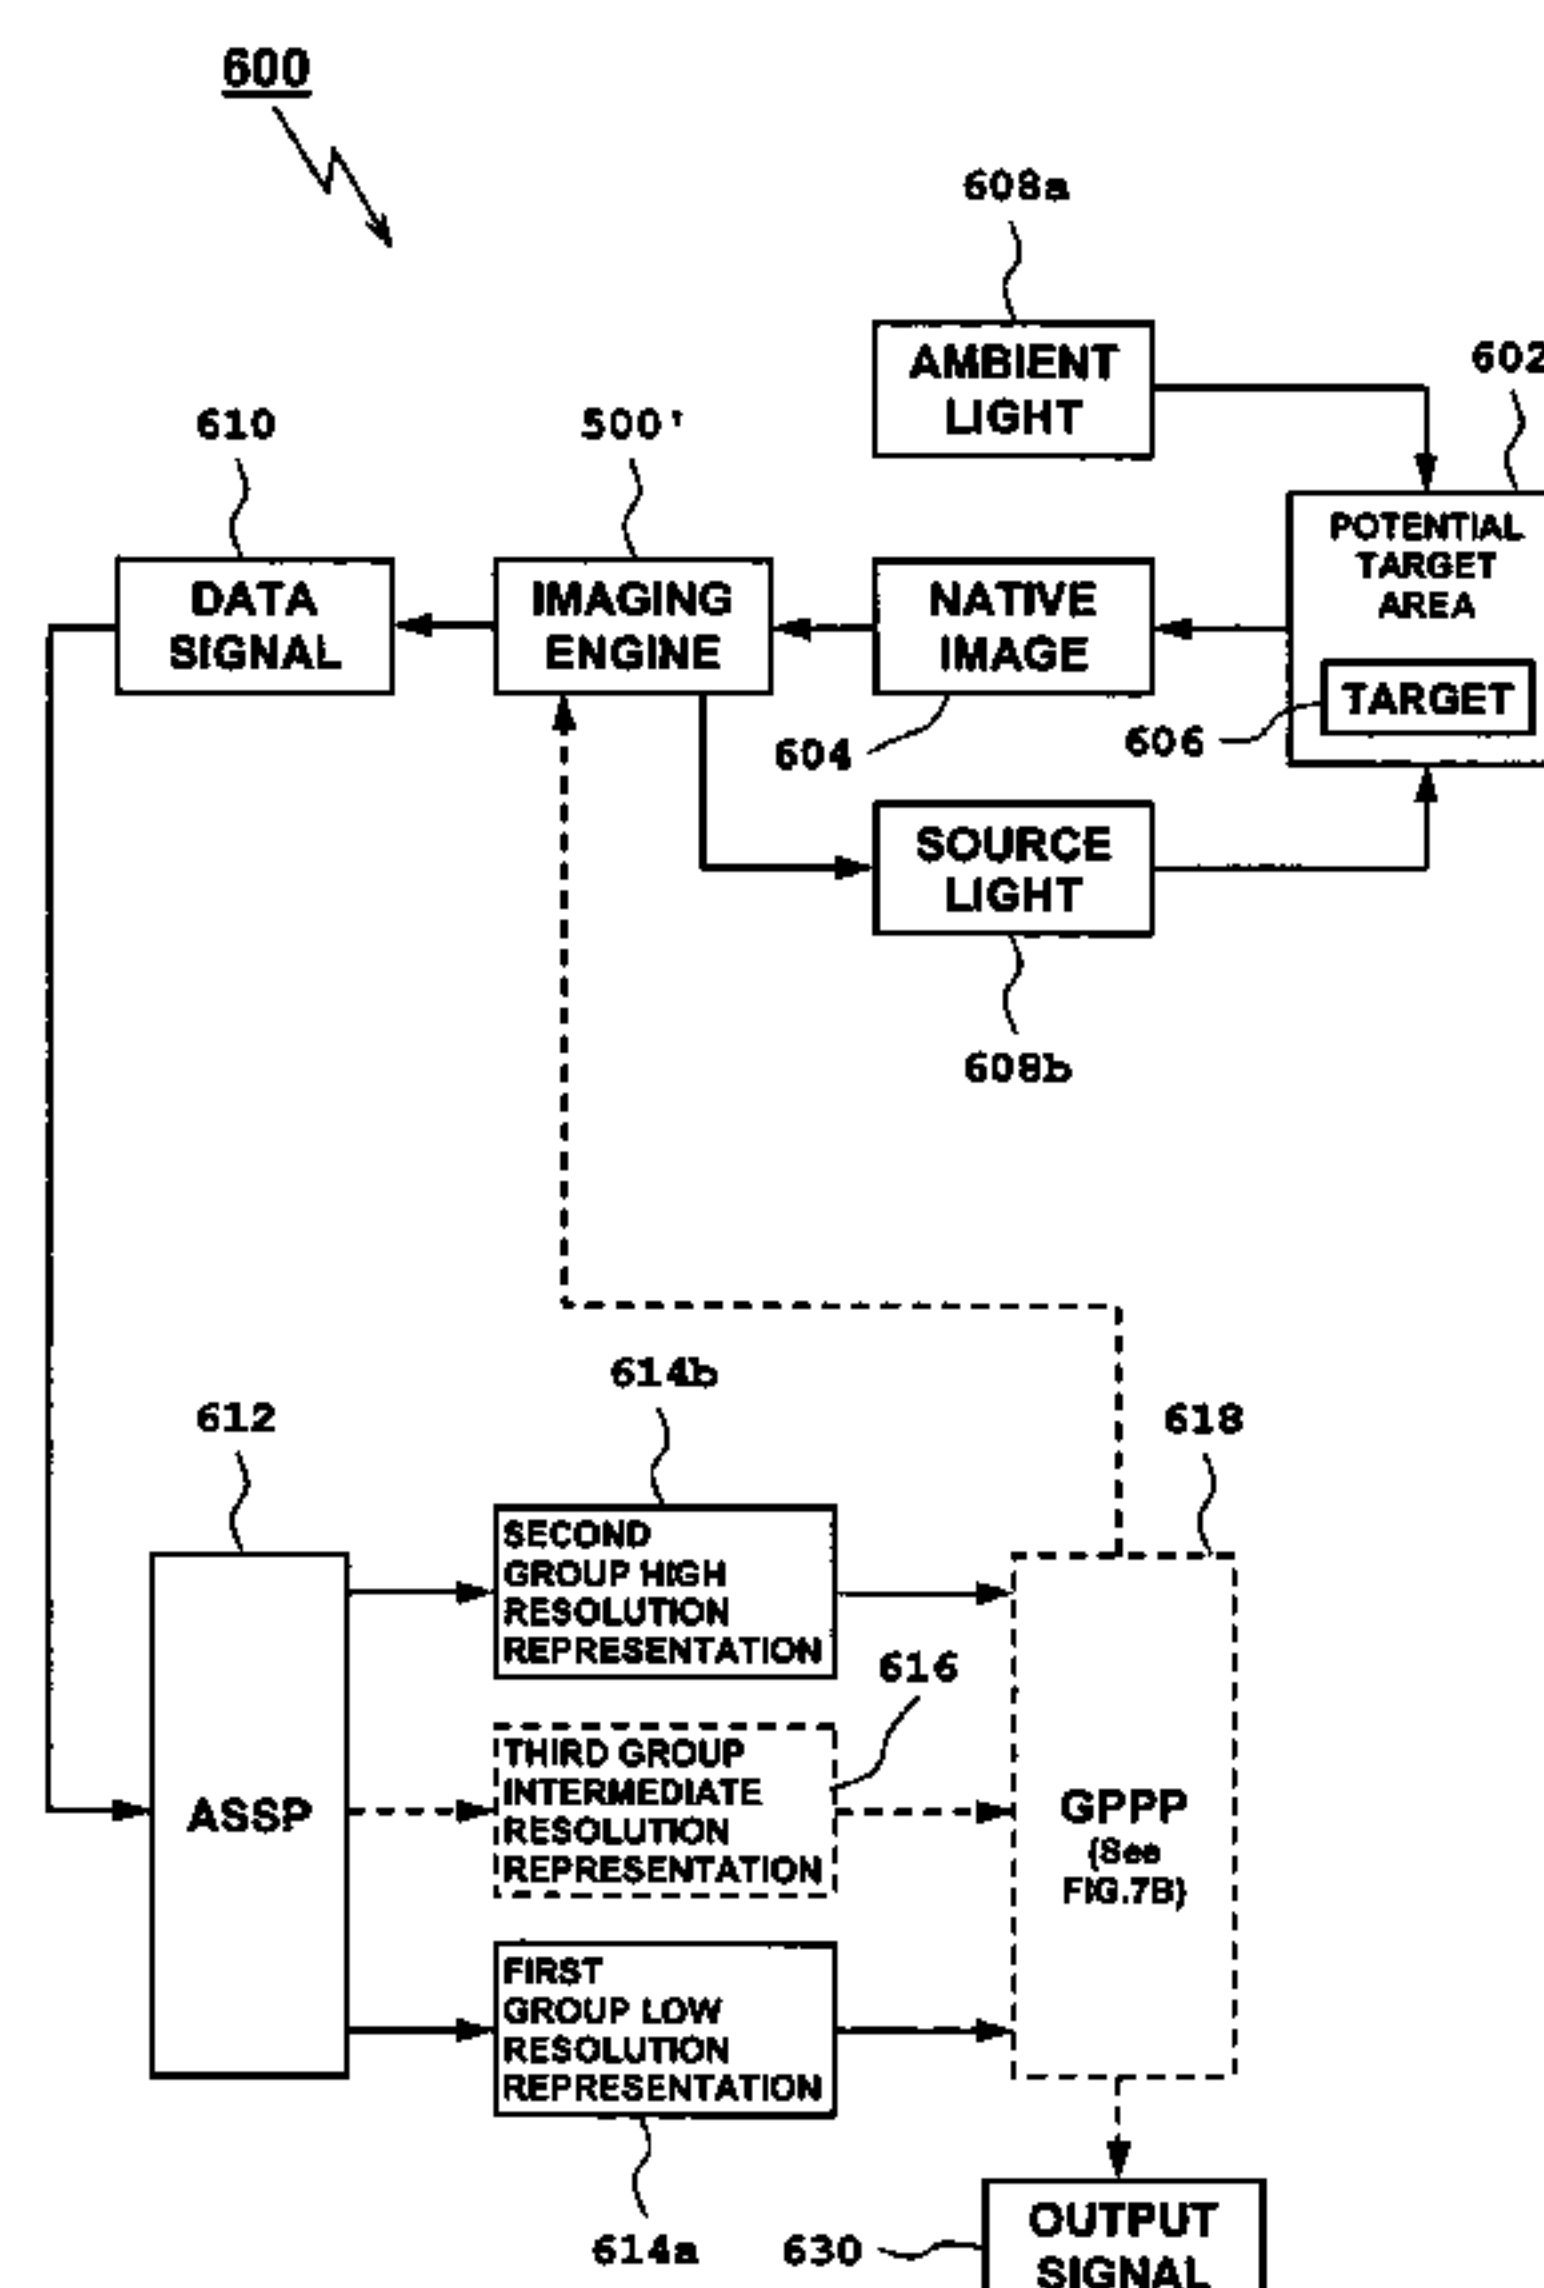 600
608a
AMBIENT
LIGHT
602
610
500'
DATA
SIGNAL
IMAGING
ENGINE
NATIVE
IMAGE
POTENTIAL
TARGET
AREA
TARGET
604
606
SOURCE
LIGHT
608b
614b
612
618
SECOND
GROUP HIGH
RESOLUTION
REPRESENTATION
616
THIRD GROUP
INTERMEDIATE
RESOLUTION
REPRESENTATION
ASSP
GPPP
(See
FIG.7B)
FIRST
GROUP LOW
RESOLUTION
REPRESENTATION
614a
630
OUTPUT
SIGNAL